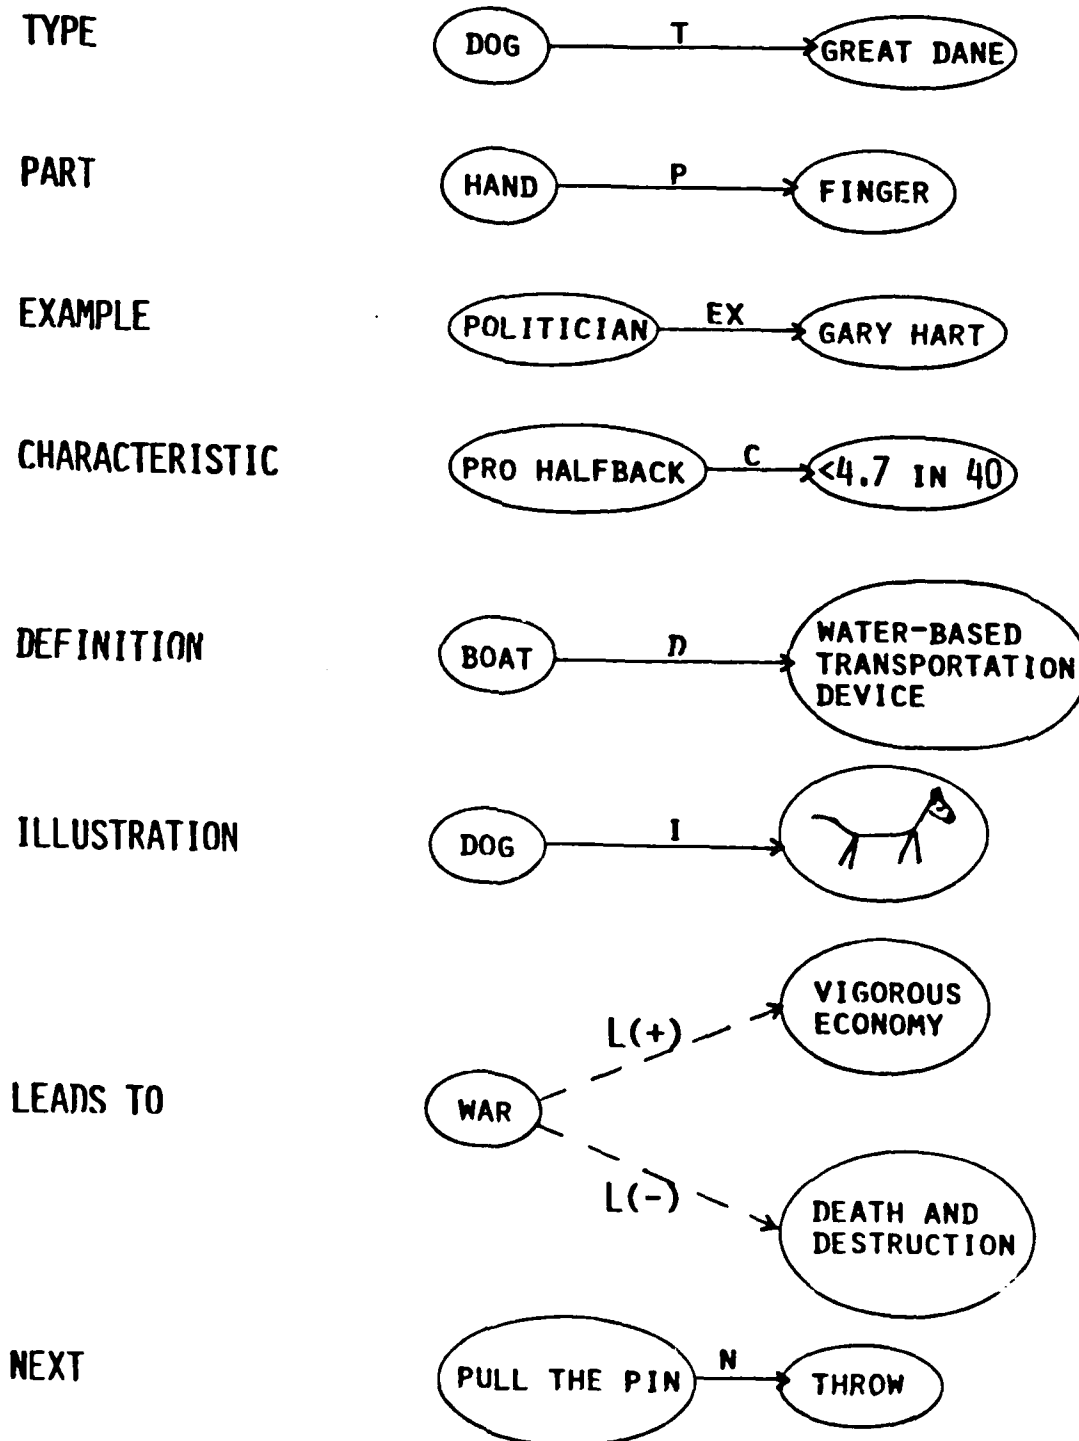 TYPE
DOG T GREAT DANE
PART
HAND P FINGER
EXAMPLE
POLITICIAN EX GARY HART
CHARACTERISTIC
PRO HALFBACK C <4.7 IN 40
DEFINITION
BOAT D WATER-BASED
TRANSPORTATION
DEVICE
ILLUSTRATION
DOG I
LEADS TO
WAR
L(+)
VIGOROUS
ECONOMY
L(-)
DEATH AND
DESTRUCTION
NEXT
PULL THE PIN N THROW